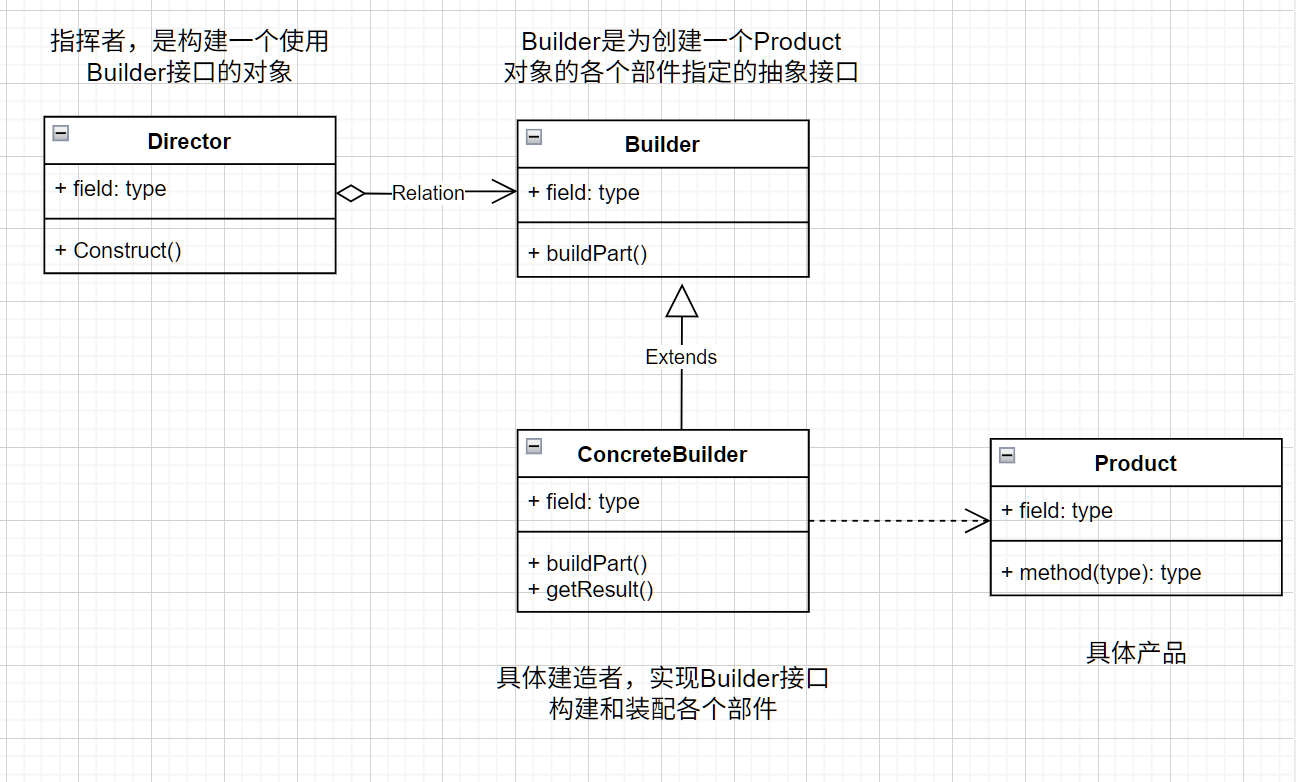 指挥者，是构建一个使用
Builder接口的对象
Builder是为创建一个Product
对象的各个部件指定的抽象接口
Director
+ field: type
+ Construct()
Relation
Builder
+ field: type
+ buildPart()
Extends
ConcreteBuilder
+ field: type
+ buildPart()
+ getResult()
Product
+ field: type
+ method(type): type
具体产品
具体建造者，实现Builder接口
构建和装配各个部件